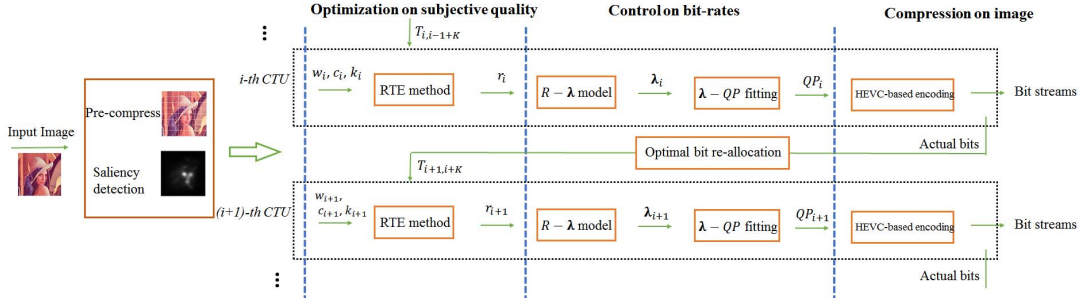 Optimization on subjective quality
Control on bit-rates
Compression on image
T_{i,i-1+K}
i-th CTU
w_i, c_i, k_i
RTE method
r_i
R − λ model
λ_i
λ − QP fitting
QP_i
HEVC-based encoding
Bit streams
Input Image
Pre-compress
Saliency
detection
Optimal bit re-allocation
Actual bits
T_{i+1,i+K}
(i+1)-th CTU
w_{i+1},
c_{i+1}, k_{i+1}
RTE method
r_{i+1}
R − λ model
λ_{i+1}
λ − QP fitting
QP_{i+1}
HEVC-based encoding
Bit streams
Actual bits